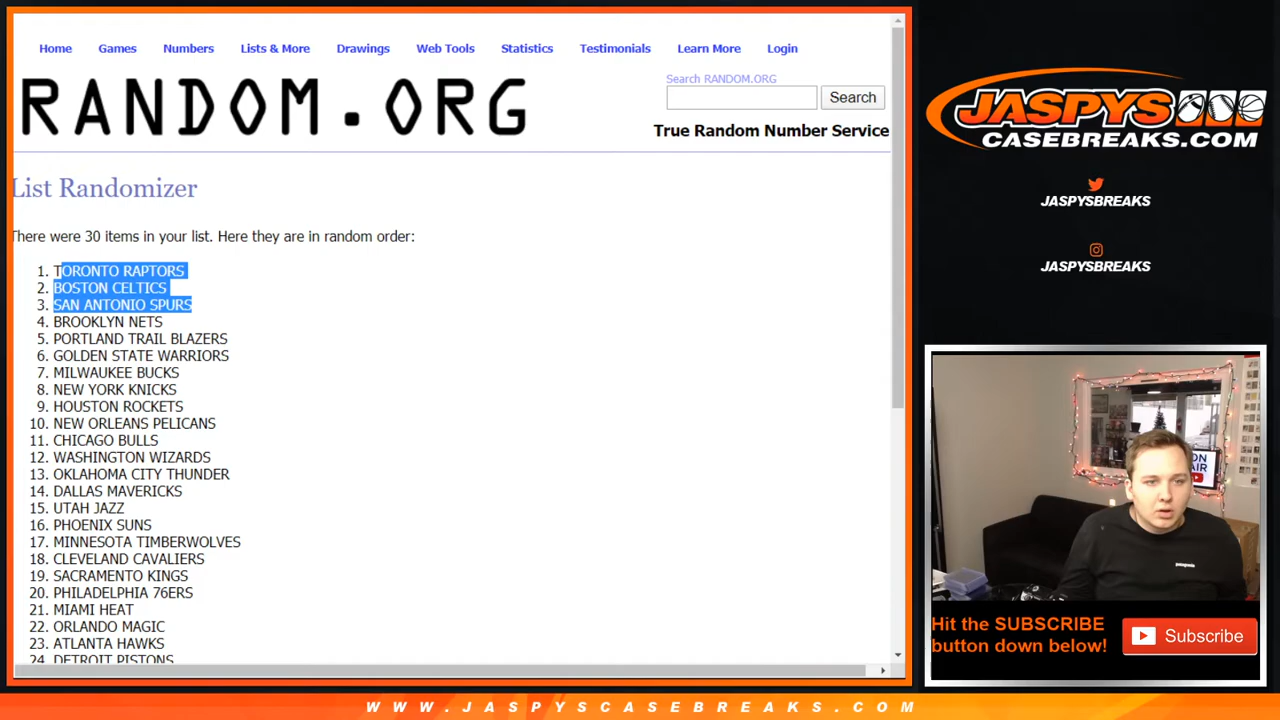 Home Games Numbers Lists & More Drawings Web Tools Statistics Testimonials Learn More Login
RANDOM.ORG
Search RANDOM.ORG
Search
True Random Number Service
List Randomizer
There were 30 items in your list. Here they are in random order:
1. TORONTO RAPTORS
2. BOSTON CELTICS
3. SAN ANTONIO SPURS
4. BROOKLYN NETS
5. PORTLAND TRAIL BLAZERS
6. GOLDEN STATE WARRIORS
7. MILWAUKEE BUCKS
8. NEW YORK KNICKS
9. HOUSTON ROCKETS
10. NEW ORLEANS PELICANS
11. CHICAGO BULLS
12. WASHINGTON WIZARDS
13. OKLAHOMA CITY THUNDER
14. DALLAS MAVERICKS
15. UTAH JAZZ
16. PHOENIX SUNS
17. MINNESOTA TIMBERWOLVES
18. CLEVELAND CAVALIERS
19. SACRAMENTO KINGS
20. PHILADELPHIA 76ERS
21. MIAMI HEAT
22. ORLANDO MAGIC
23. ATLANTA HAWKS
24. DETROIT PISTONS
JASPYS
CASEBREAKS.COM
JASPYSBREAKS
JASPYSBREAKS
ON
AIR
patagonia
Hit the SUBSCRIBE
button down below!
Subscribe
WWW.JASPYSCASEBREAKS.COM